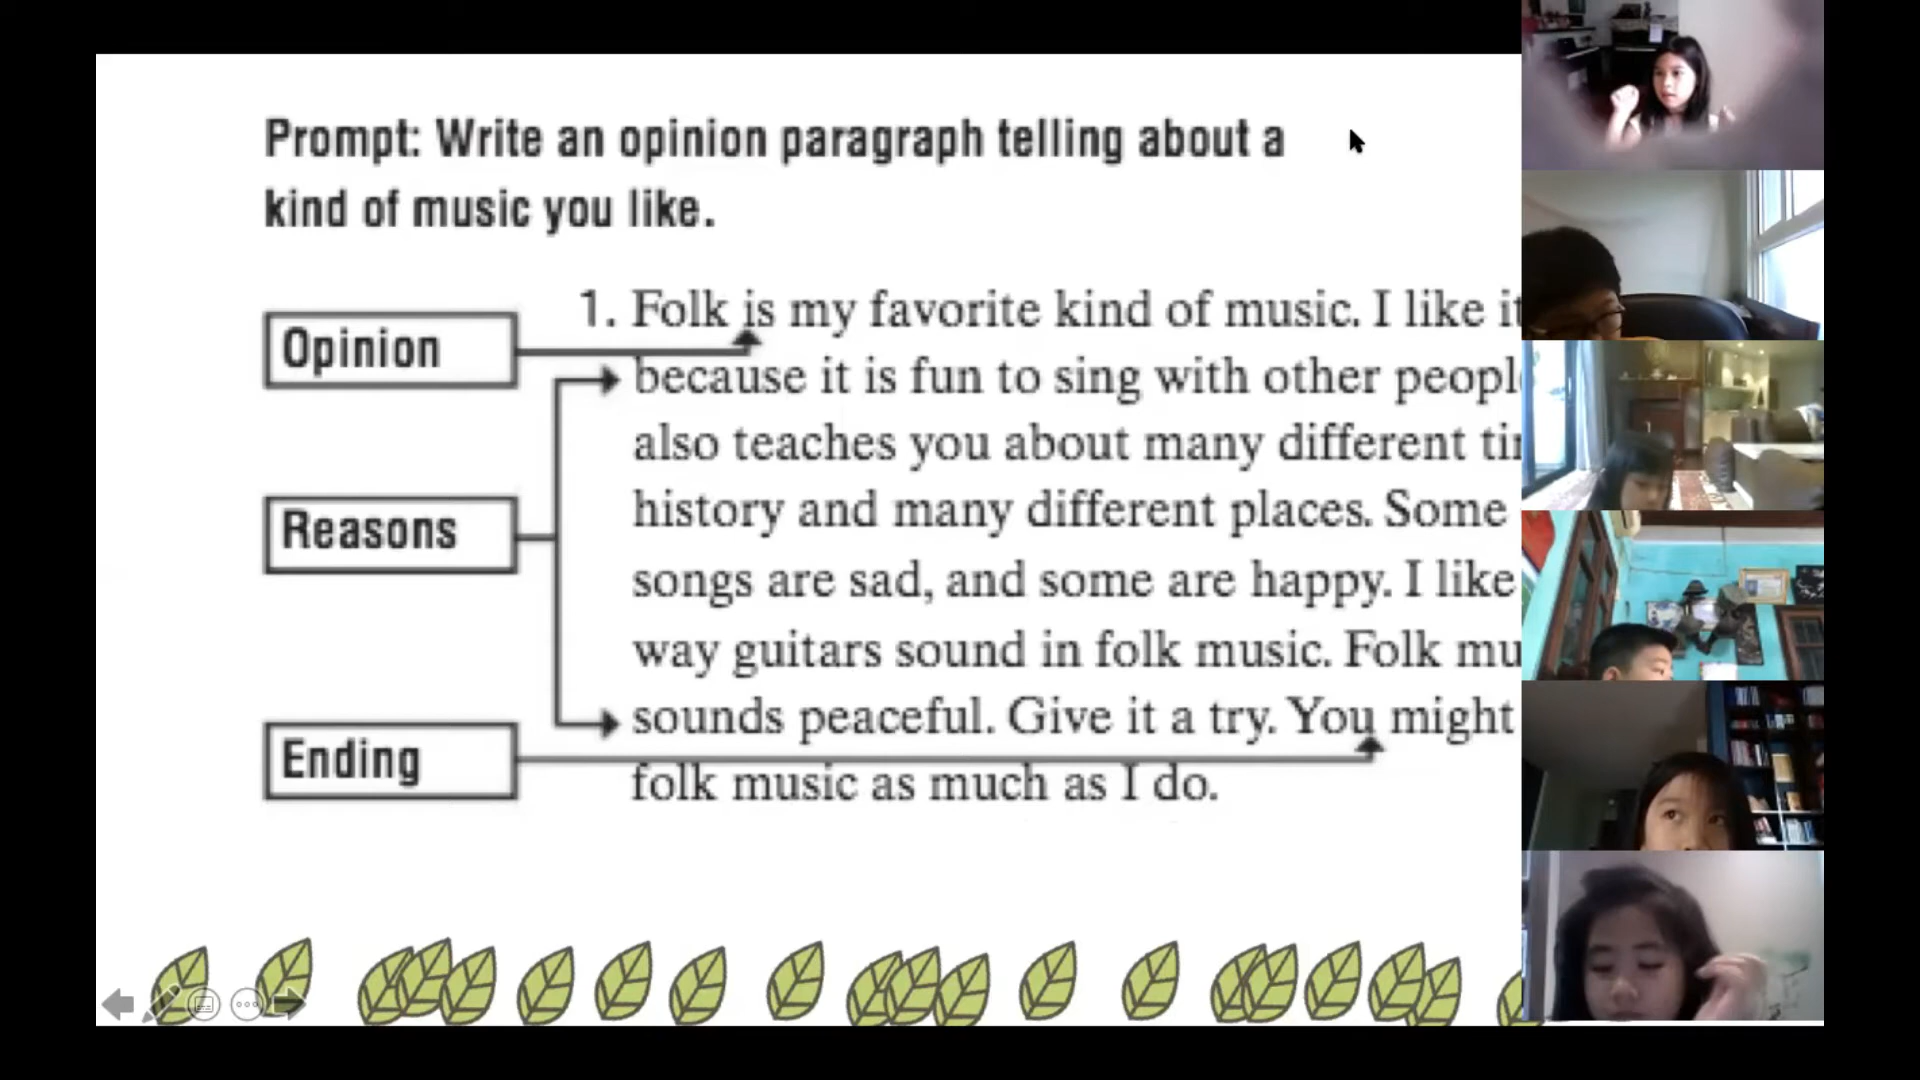 Prompt: Write an opinion paragraph telling about a
kind of music you like.
Opinion
Reasons
Ending
1. Folk is my favorite kind of music. I like it
because it is fun to sing with other
also teaches you about many different
history and many different places. Some
songs are sad, and some are happy. I like
way guitars sound in folk music. Folk
sounds peaceful. Give it a try. You might
folk music as much as I do.